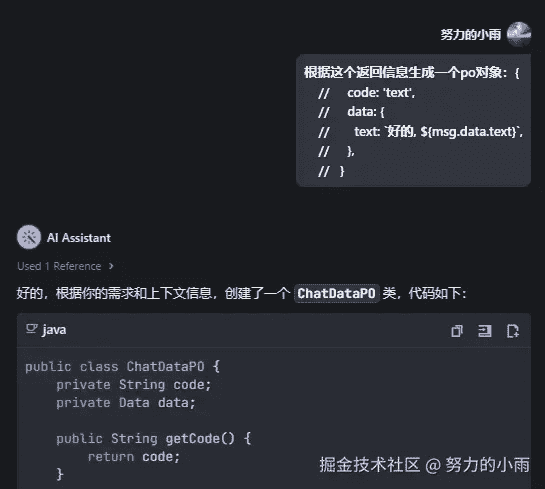 努力的小雨
根据这个返回信息生成一个po对象：{
//     code: 'text',
//     data: {
//       text: `好的, ${msg.data.text}`,
//     },
//   }
AI Assistant
Used 1 Reference >
好的，根据你的需求和上下文信息，创建了一个 ChatDataPO 类，代码如下：
java
public class ChatDataPO {
    private String code;
    private Data data;
    public String getCode() {
        return code;
    }
掘金技术社区 @ 努力的小雨